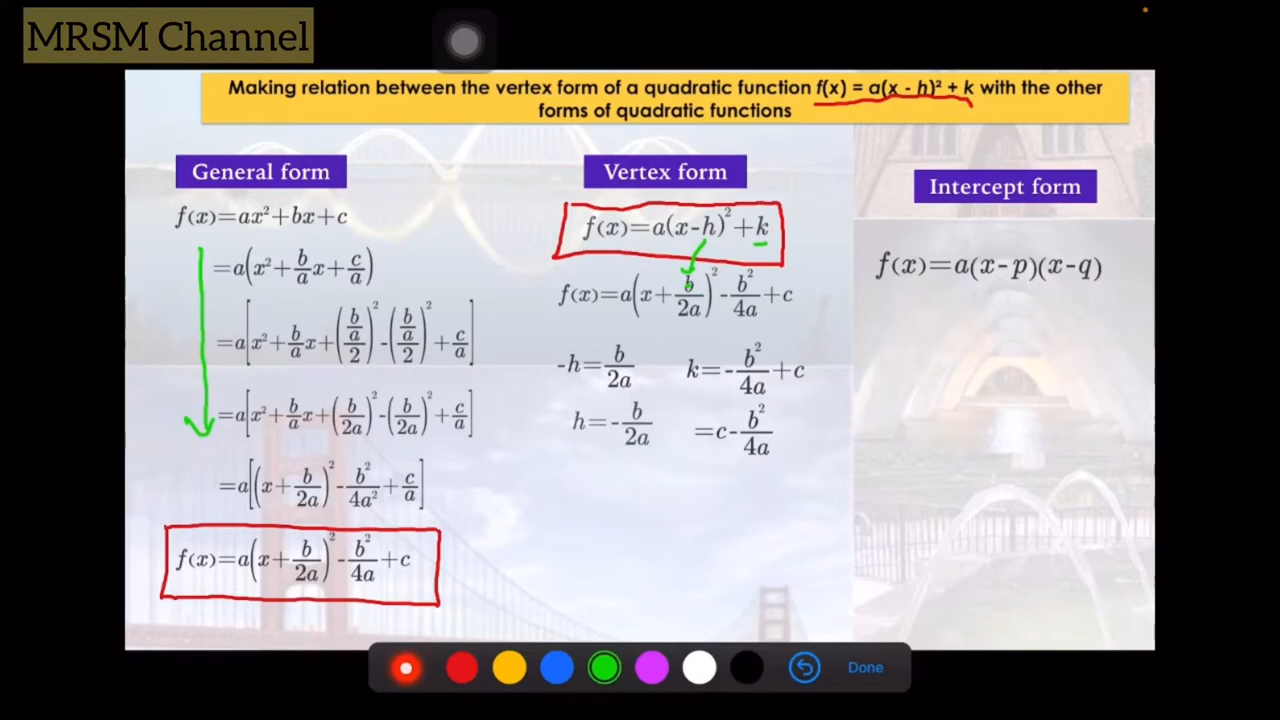 MRSM Channel
Making relation between the vertex form of a quadratic function f(x) = a(x - h)² + k with the other
forms of quadratic functions
General form
f(x)=ax²+bx+c
=a(x²+b/a x+c/a)
=a[x²+b/a x+((b/a)/2)²-((b/a)/2)²+c/a]
=a[x²+b/a x+(b/2a)²-(b/2a)²+c/a]
=a[(x+b/2a)²-b²/4a²+c/a]
f(x)=a(x+b/2a)²-b²/4a+c
Vertex form
f(x)=a(x-h)²+k
f(x)=a(x+b/2a)²-b²/4a+c
-h=b/2a k=-b²/4a+c
h=-b/2a =c-b²/4a
Intercept form
f(x)=a(x-p)(x-q)
Done